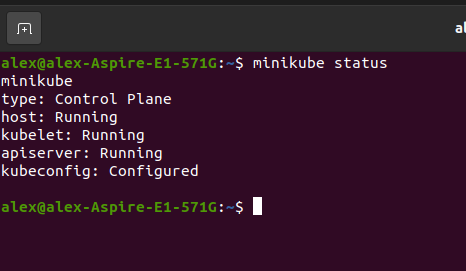 al
alex@alex-Aspire-E1-571G:~$ minikube status
minikube
type: Control Plane
host: Running
kubelet: Running
apiserver: Running
kubeconfig: Configured
alex@alex-Aspire-E1-571G:~$